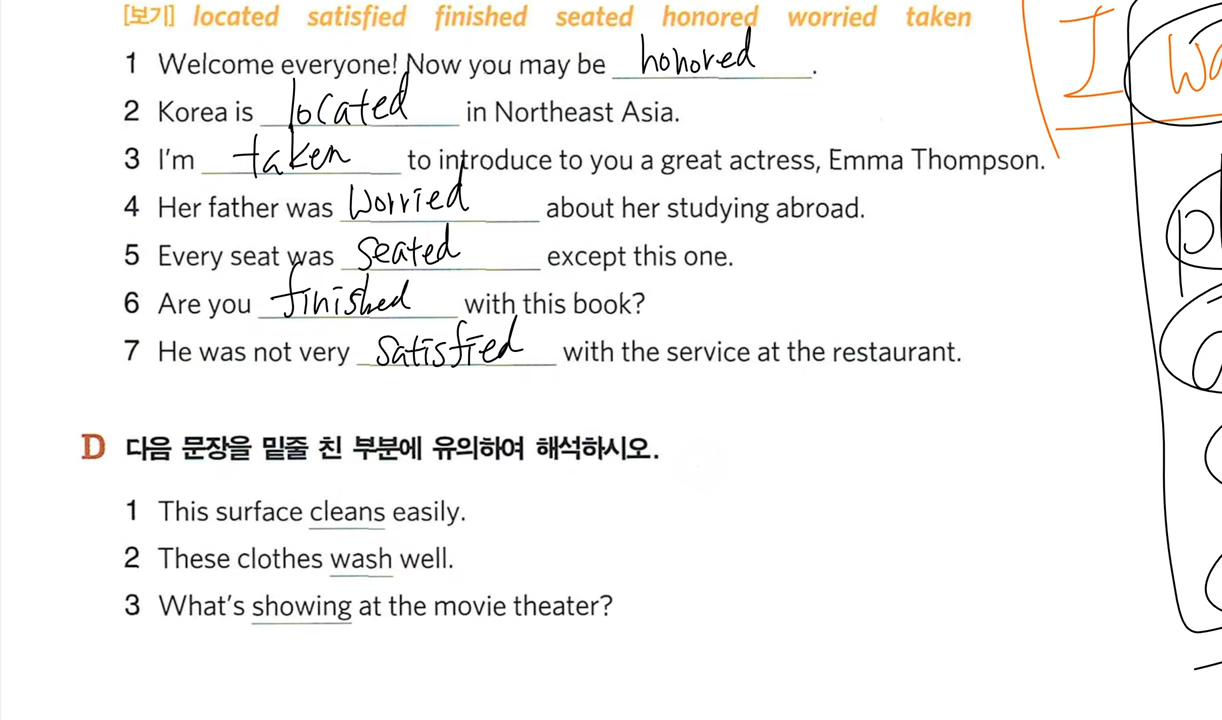 [보기] located satisfied finished seated honored worried taken
1 Welcome everyone! Now you may be honored.
2 Korea is located in Northeast Asia.
3 I'm taken to introduce to you a great actress, Emma Thompson.
4 Her father was worried about her studying abroad.
5 Every seat was seated except this one.
6 Are you finished with this book?
7 He was not very satisfied with the service at the restaurant.
D 다음 문장을 밑줄 친 부분에 유의하여 해석하시오.
1 This surface cleans easily.
2 These clothes wash well.
3 What's showing at the movie theater?
I